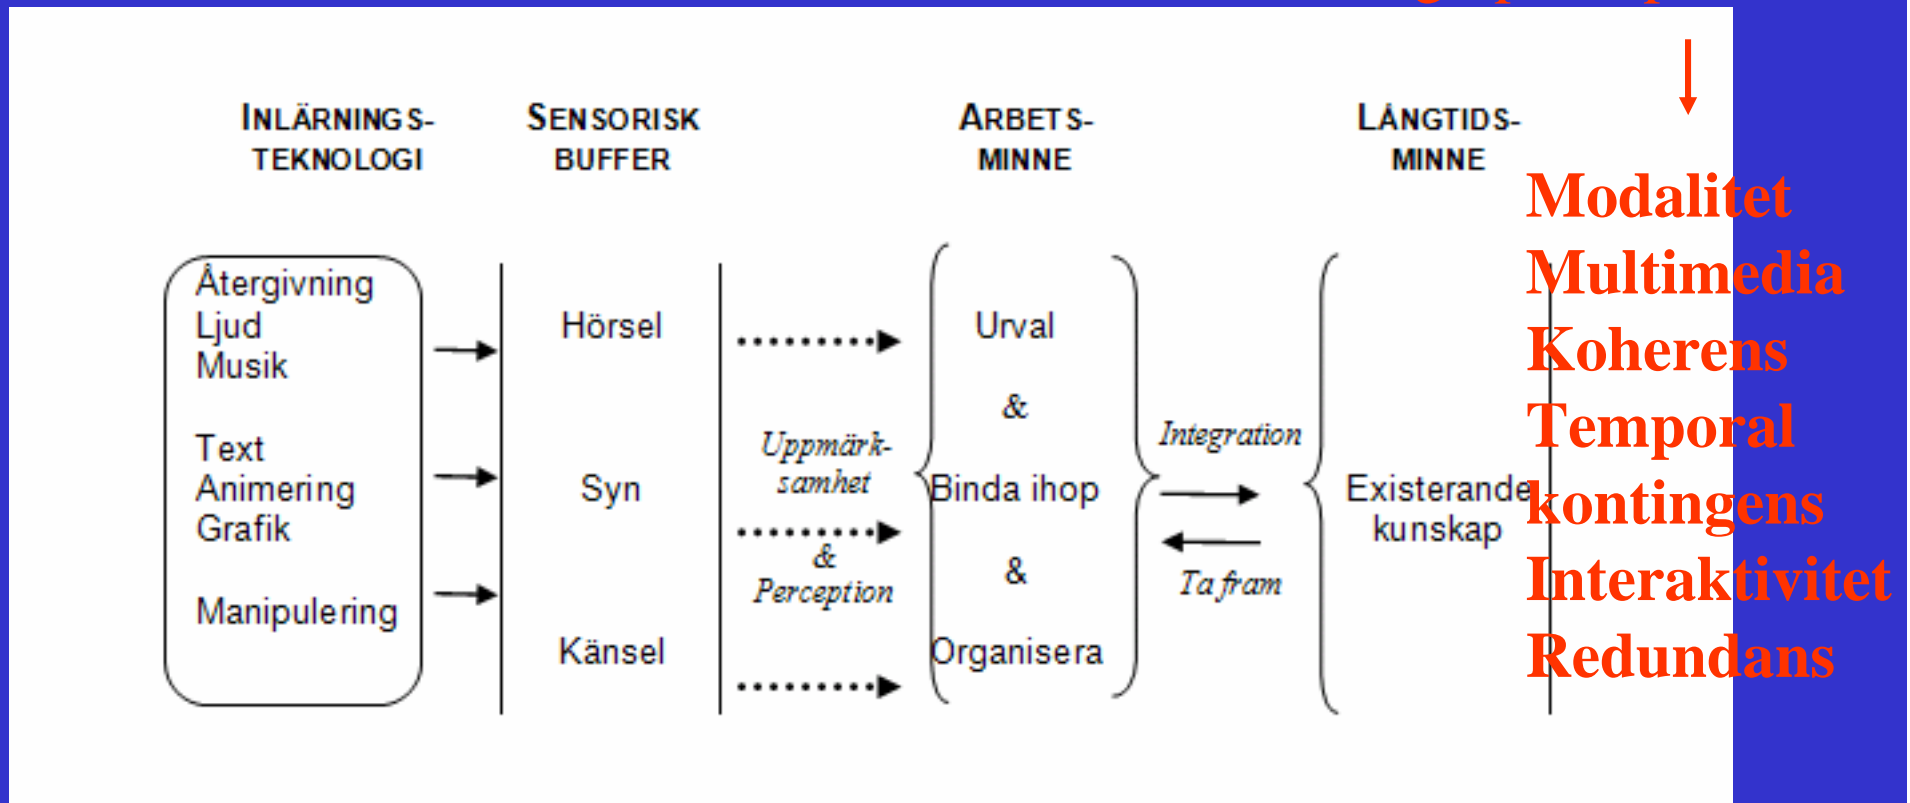 INLÄRNINGS-
TEKNOLOGI
SENSORISK
BUFFER
ARBETS-
MINNE
LÅNGTIDS-
MINNE
Återgivning
Ljud
Musik
Text
Animering
Grafik
Manipulering
Hörsel
Syn
Känsel
Uppmärk-
samhet
&
Perception
Urval
&
Binda ihop
&
Organisera
Integration
Ta fram
Existerande
kunskap
Modalitet
Multimedia
Koherens
Temporal
kontingens
Interaktivitet
Redundans